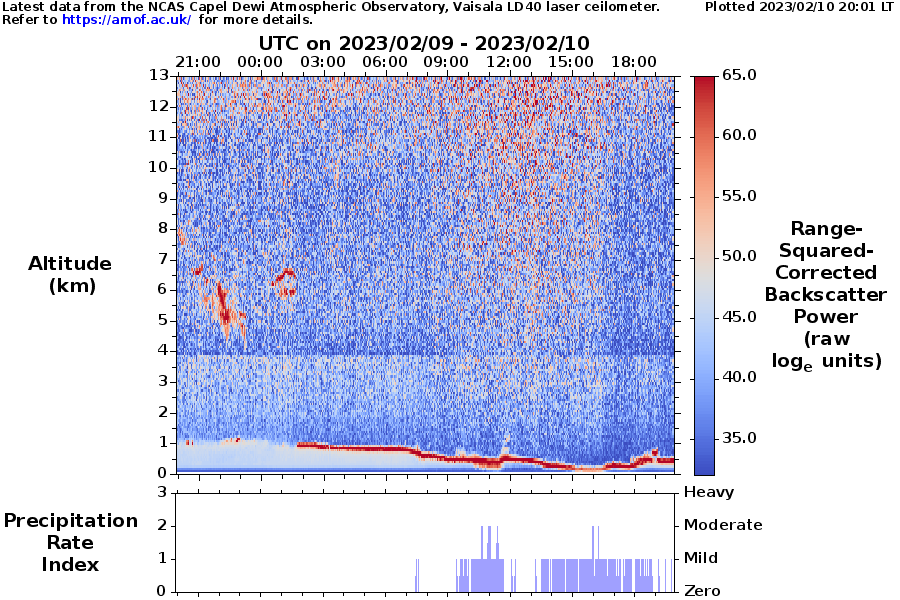 Latest data from the NCAS Capel Dewi Atmospheric Observatory, Vaisala LD40 laser ceilometer.
Plotted 2023/02/10 20:01 LT
Refer to https://amof.ac.uk/ for more details.
UTC on 2023/02/09 - 2023/02/10
21:00 00:00 03:00 06:00 09:00 12:00 15:00 18:00
13
12
11
10
9
8
7
6
5
4
3
2
1
0
Altitude
(km)
65.0
60.0
55.0
50.0
45.0
40.0
35.0
Range-
Squared-
Corrected
Backscatter
Power
(raw
loge units)
Precipitation
Rate
Index
3
2
1
0
Heavy
Moderate
Mild
Zero